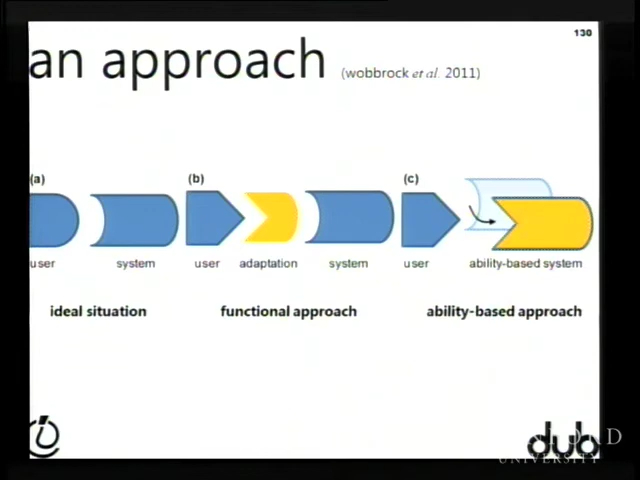 130
an approach (wobbrock et al. 2011)
(a) (b) (c)
user system user adaptation system user ability-based system
ideal situation functional approach ability-based approach
dub
UNIVERSITY